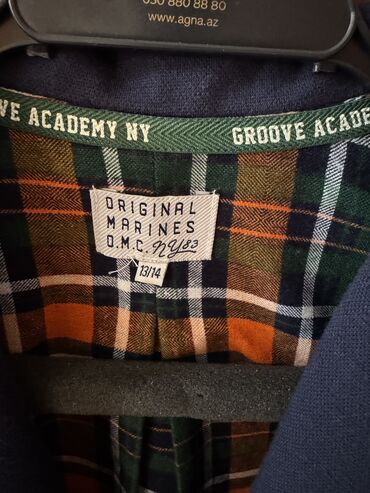 050 880 88 80
www.agna.az
VE ACADEMY NY
GROOVE ACADE
ORIGINAL
MARINES
O.M.C. NY83
13/14